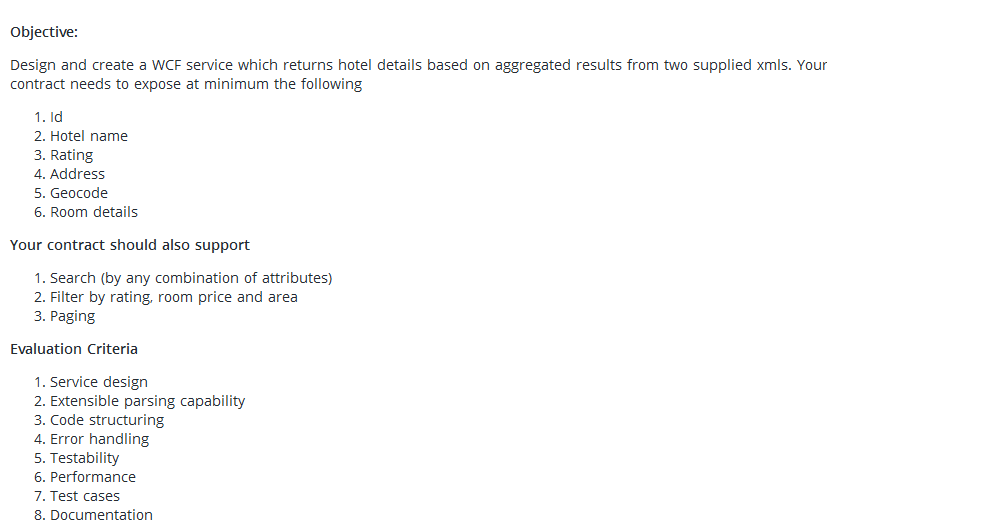 Objective:
Design and create a WCF service which returns hotel details based on aggregated results from two supplied xmls. Your
contract needs to expose at minimum the following
1. Id
2. Hotel name
3. Rating
4. Address
5. Geocode
6. Room details
Your contract should also support
1. Search (by any combination of attributes)
2. Filter by rating, room price and area
3. Paging
Evaluation Criteria
1. Service design
2. Extensible parsing capability
3. Code structuring
4. Error handling
5. Testability
6. Performance
7. Test cases
8. Documentation